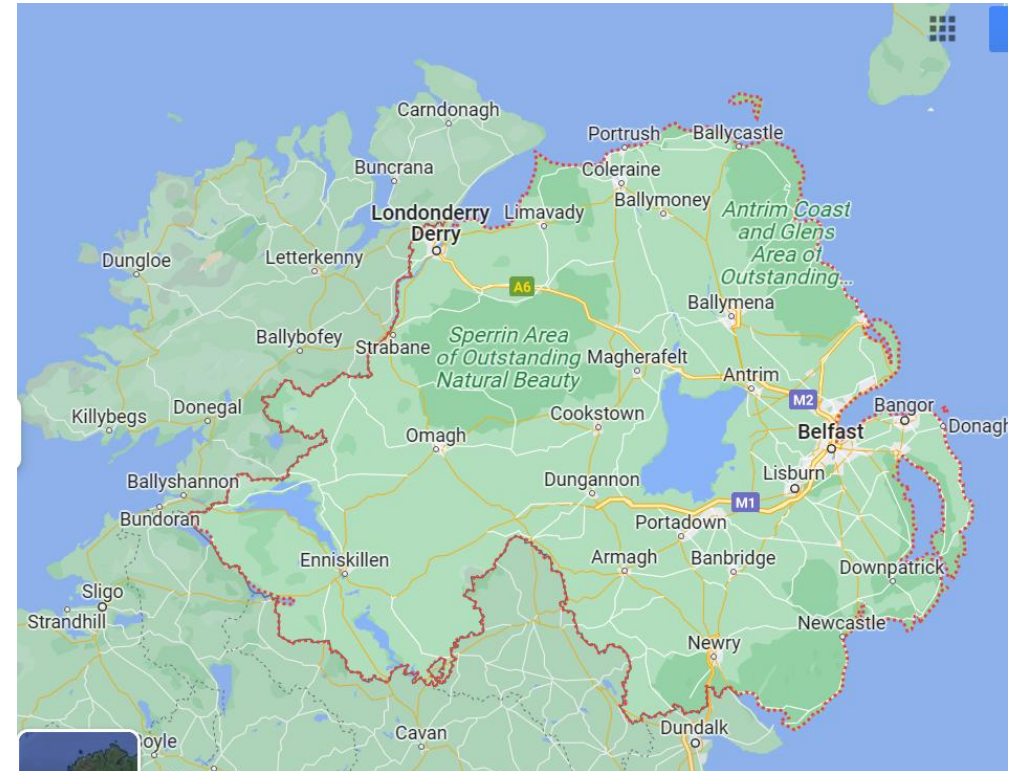 Carndonagh
Portrush
Ballycastle
Buncrana
Coleraine
Ballymoney
Londonderry
Derry
Limavady
Antrim Coast
and Glens
Area of
Outstanding...
Dungloe
Letterkenny
A6
Ballymena
Ballybofey
Strabane
Sperrin Area
of Outstanding
Natural Beauty
Magherafelt
Antrim
M2
Killybegs
Donegal
Cookstown
Bangor
Donagh
Omagh
Belfast
Ballyshannon
Dungannon
Lisburn
M1
Bundoran
Portadown
Enniskillen
Armagh
Banbridge
Downpatrick
Sligo
Strandhill
Newcastle
Newry
Dundalk
Cavan
oyle